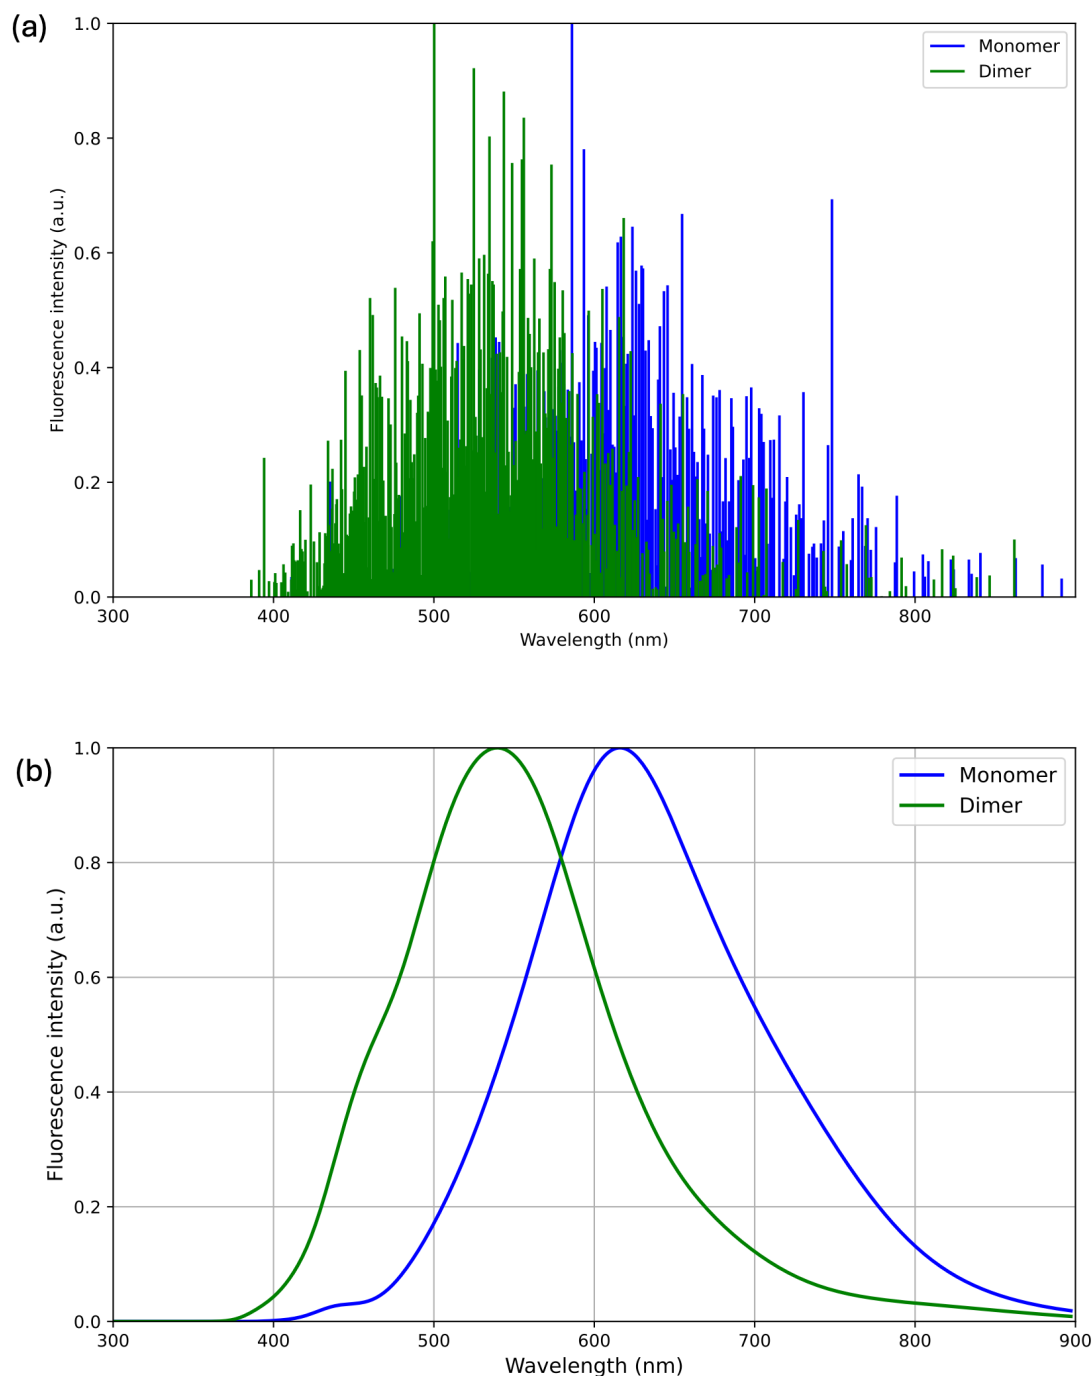 (a)
Fluorescence intensity (a.u.)
1.0
0.8
0.6
0.4
0.2
0.0
Monomer
Dimer
300 400 500 600 700 800
Wavelength (nm)
(b)
Fluorescence intensity (a.u.)
1.0
0.8
0.6
0.4
0.2
0.0
Monomer
Dimer
300 400 500 600 700 800 900
Wavelength (nm)